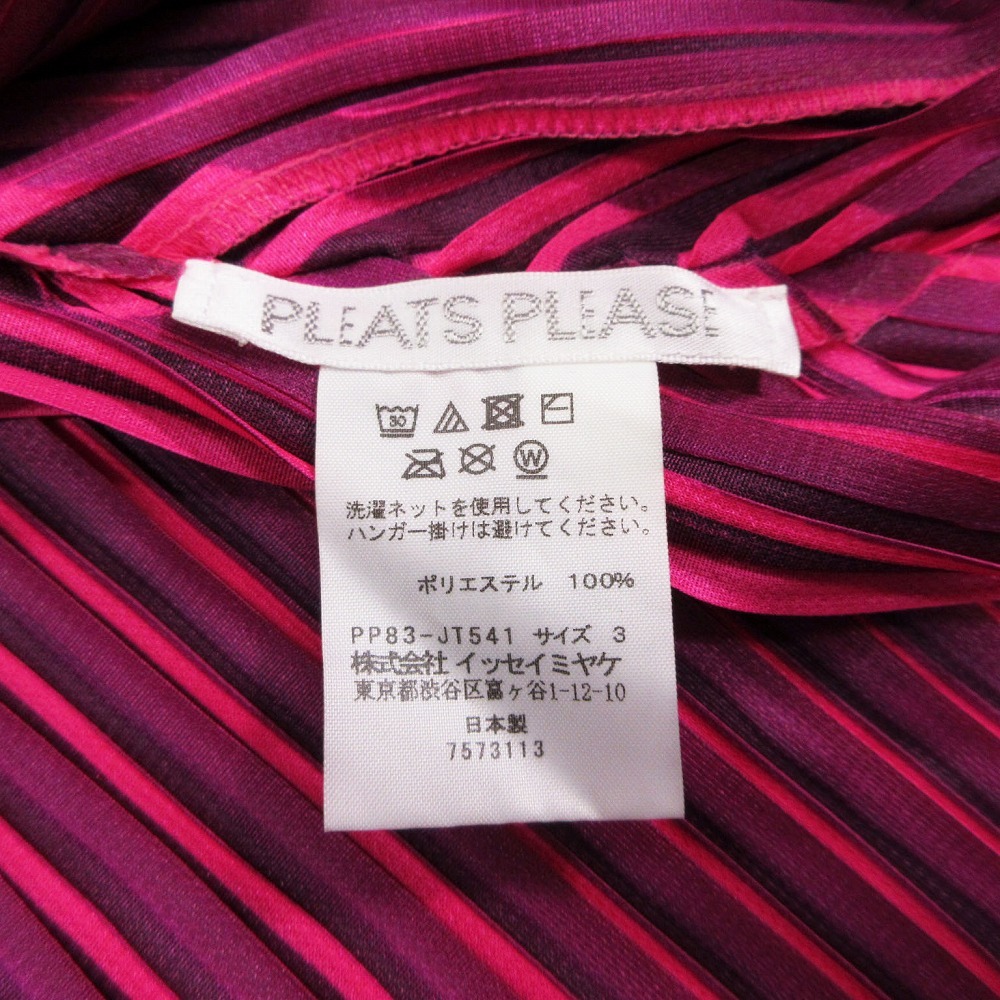 PLEATS PLEASE
30
W
洗濯ネットを使用してください。
ハンガー掛けは避けてください。
ポリエステル 100%
PP83-JT541 サイズ 3
株式会社 イッセイミヤケ
東京都渋谷区富ヶ谷1-12-10
日本製
7573113